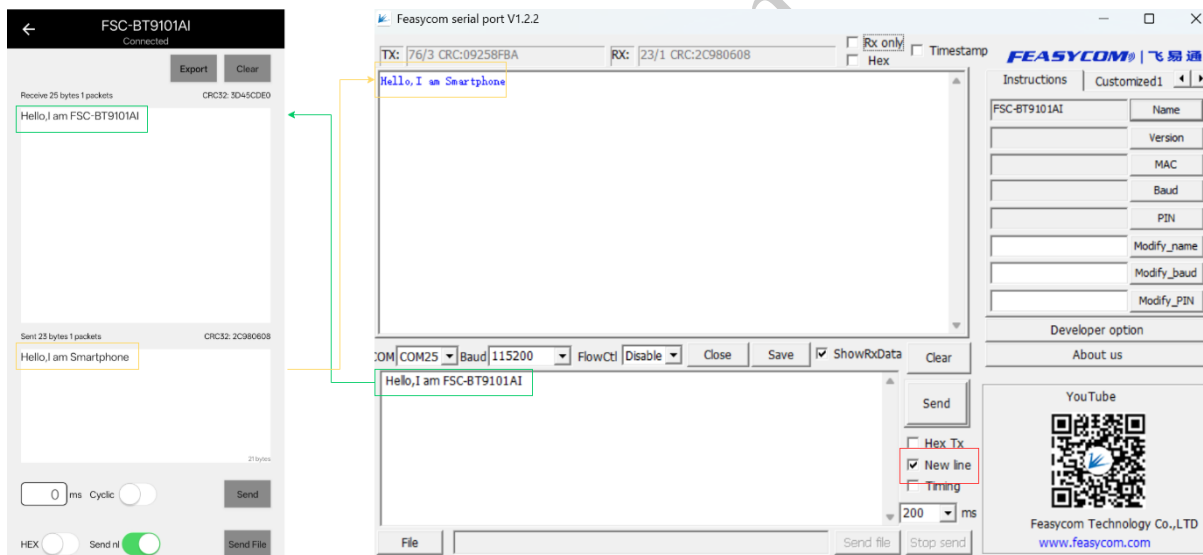 FSC-BT9101AI
Connected
Export
Clear
Receive 25 bytes 1 packets
CRC32: 3D45CDE0
Hello,I am FSC-BT9101AI
Sent 23 bytes 1 packets
CRC32: 2C980608
Hello,I am Smartphone
21 bytes
0 ms Cyclic
Send
HEX
Send nl
Send File
Feasycom serial port V1.2.2
TX: 76/3 CRC:09258FBA
RX: 23/1 CRC:2C980608
Rx only
Hex
Timestamp
Hello,I am Smartphone
COM25 Baud 115200 FlowCtl Disable Close Save ShowRxData
Clear
Hello,I am FSC-BT9101AI
Send
Hex Tx
New line
Timing
200 ms
File
Send file
Stop send
FEASYCOM 飞易通
Instructions
Customized1
FSC-BT9101AI
Name
Version
MAC
Baud
PIN
Modify_name
Modify_baud
Modify_PIN
Developer option
About us
YouTube
Feasycom Technology Co.,LTD
www.feasycom.com